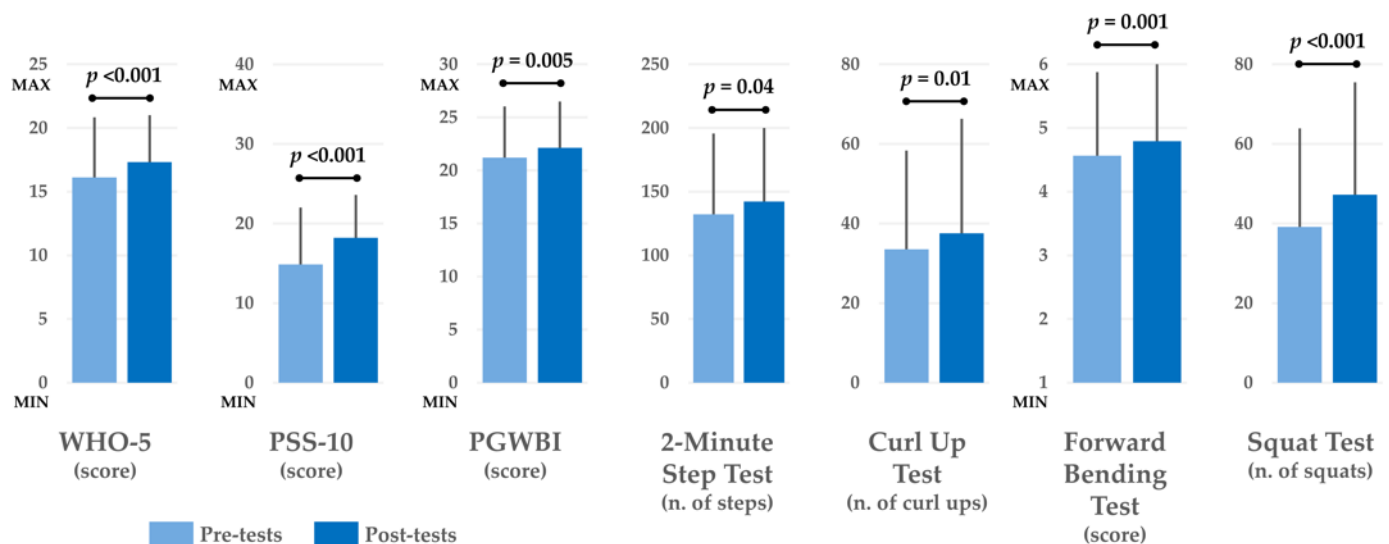 p <0.001
25
MAX
20
15
10
5
0
MIN
WHO-5
(score)
p <0.001
40
MAX
30
20
10
0
MIN
PSS-10
(score)
p = 0.005
30
MAX
25
20
25
10
5
0
MIN
PGWBI
(score)
p = 0.04
250
200
150
100
50
0
2-Minute
Step Test
(n. of steps)
p = 0.01
80
60
40
20
0
Curl Up
Test
(n. of curl ups)
p = 0.001
6
MAX
5
4
3
2
1
MIN
Forward
Bending
Test
(score)
p <0.001
80
60
40
20
0
Squat Test
(n. of squats)
Pre-tests
Post-tests